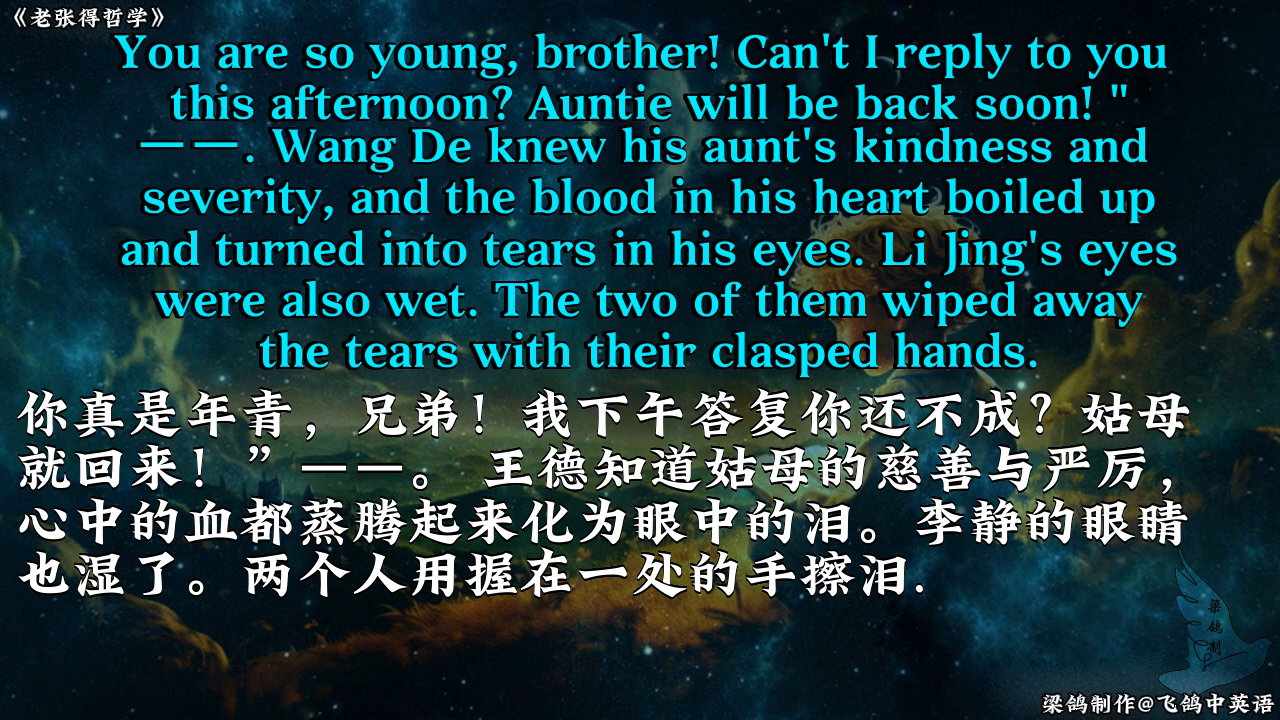 《老张得哲学》
You are so young, brother! Can't I reply to you
this afternoon? Auntie will be back soon! "
——. Wang De knew his aunt's kindness and
severity, and the blood in his heart boiled up
and turned into tears in his eyes. Li Jing's eyes
were also wet. The two of them wiped away
the tears with their clasped hands.
你真是年青，兄弟！我下午答复你还不成？姑母
就回来！”——。 王德知道姑母的慈善与严厉，
心中的血都蒸腾起来化为眼中的泪。李静的眼睛
也湿了。两个人用握在一处的手擦泪.
梁鸽制
梁鸽制作@飞鸽中英语